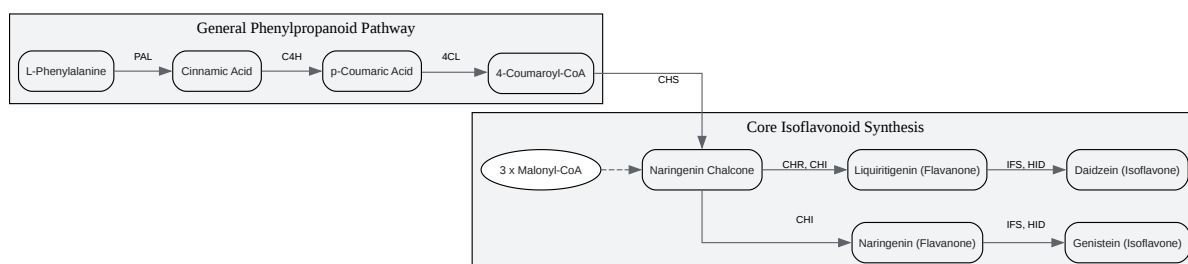 General Phenylpropanoid Pathway
L-Phenylalanine
PAL
Cinnamic Acid
C4H
p-Coumaric Acid
4CL
4-Coumaroyl-CoA
CHS
Core Isoflavonoid Synthesis
3 x Malonyl-CoA
Naringenin Chalcone
CHR, CHI
Liquiritigenin (Flavanone)
IFS, HID
Daidzein (Isoflavone)
CHI
Naringenin (Flavanone)
IFS, HID
Genistein (Isoflavone)